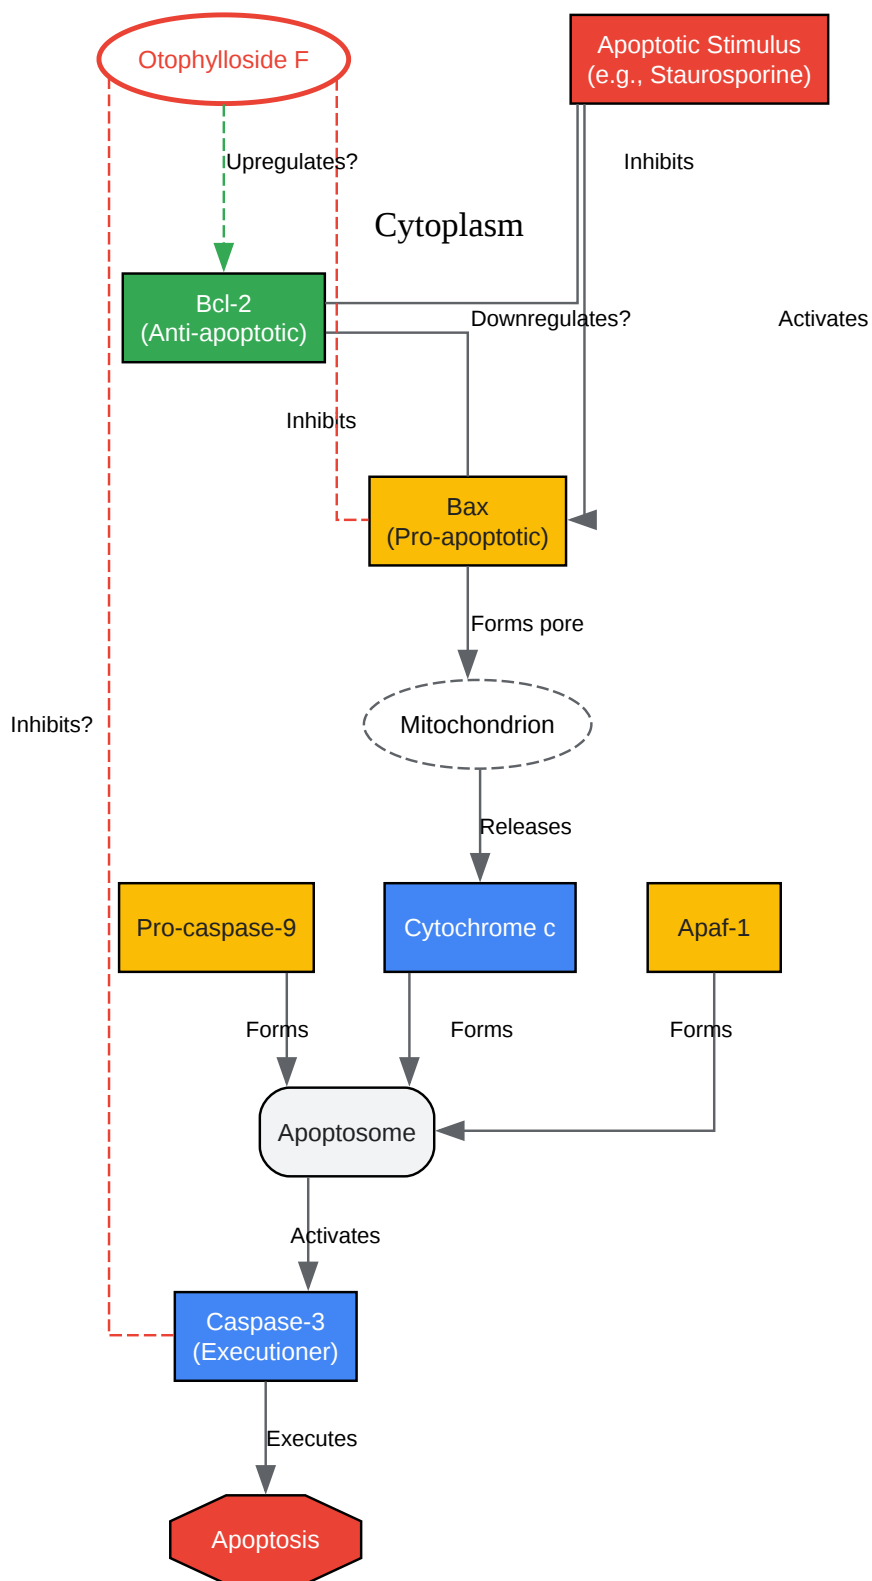 Otophylloside F
Apoptotic Stimulus
(e.g., Staurosporine)
Upregulates?
Inhibits
Cytoplasm
Bcl-2
(Anti-apoptotic)
Downregulates?
Activates
Inhibits
Bax
(Pro-apoptotic)
Forms pore
Inhibits?
Mitochondrion
Releases
Pro-caspase-9
Cytochrome c
Apaf-1
Forms
Forms
Forms
Apoptosome
Activates
Caspase-3
(Executioner)
Executes
Apoptosis